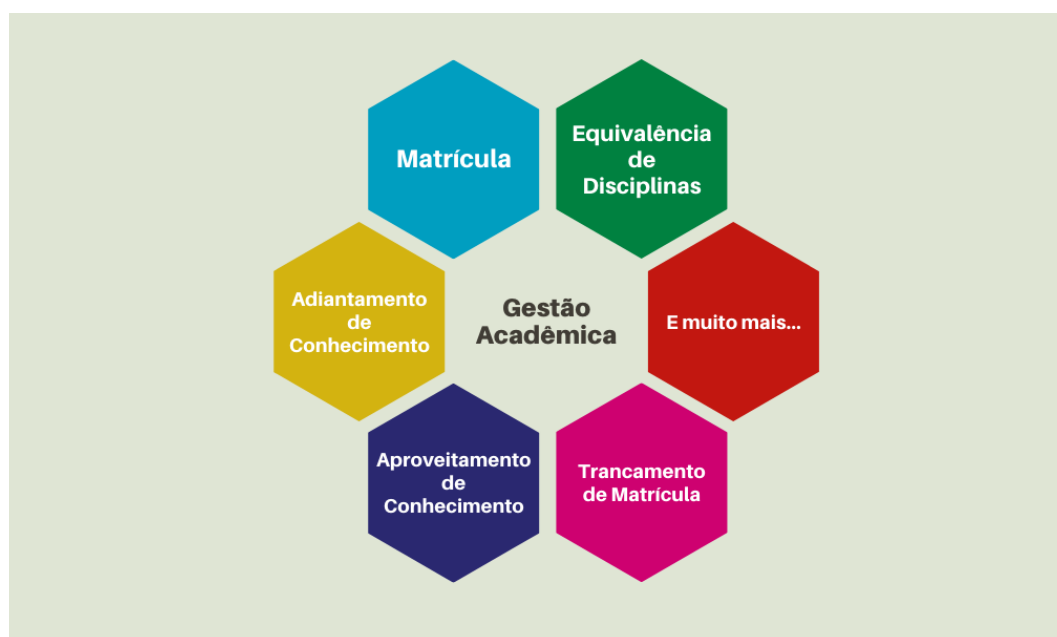 Matrícula
Equivalência
de
Disciplinas
Adiantamento
de
Conhecimento
Gestão
Acadêmica
E muito mais...
Aproveitamento
de
Conhecimento
Trancamento
de Matrícula